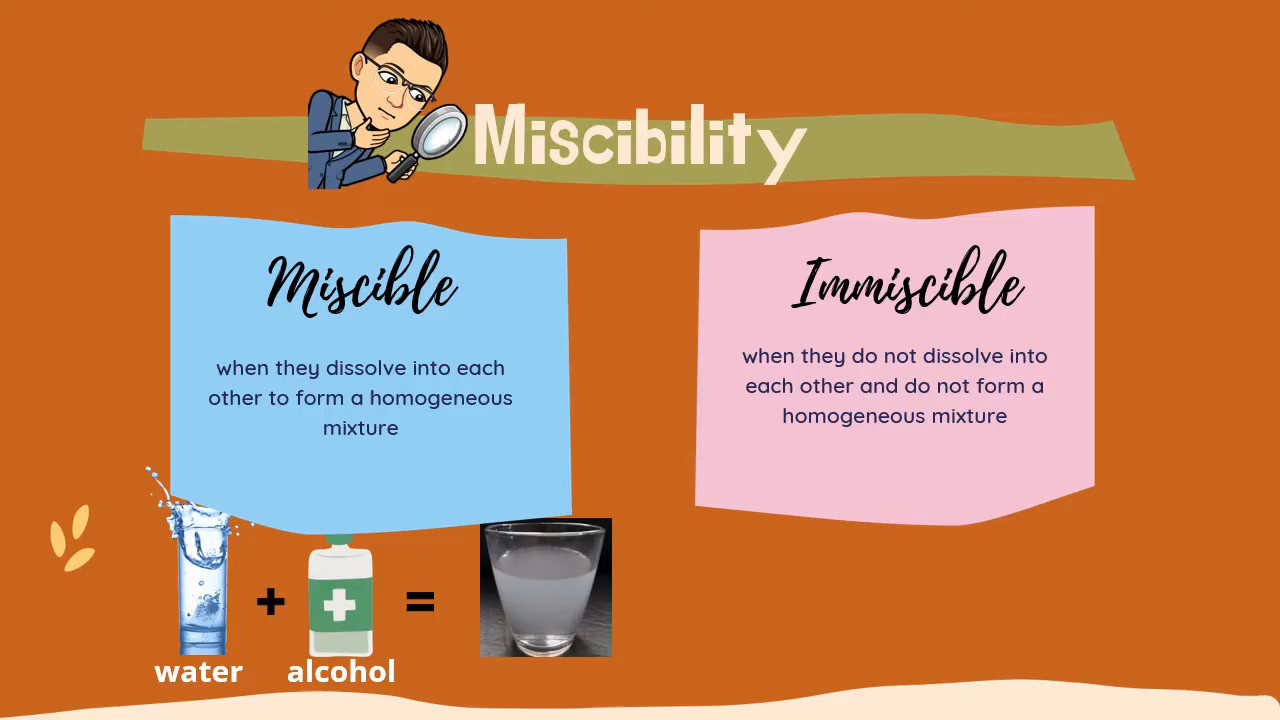 Miscibility
Miscible
when they dissolve into each
other to form a homogeneous
mixture
Immiscible
when they do not dissolve into
each other and do not form a
homogeneous mixture
+ =
water alcohol